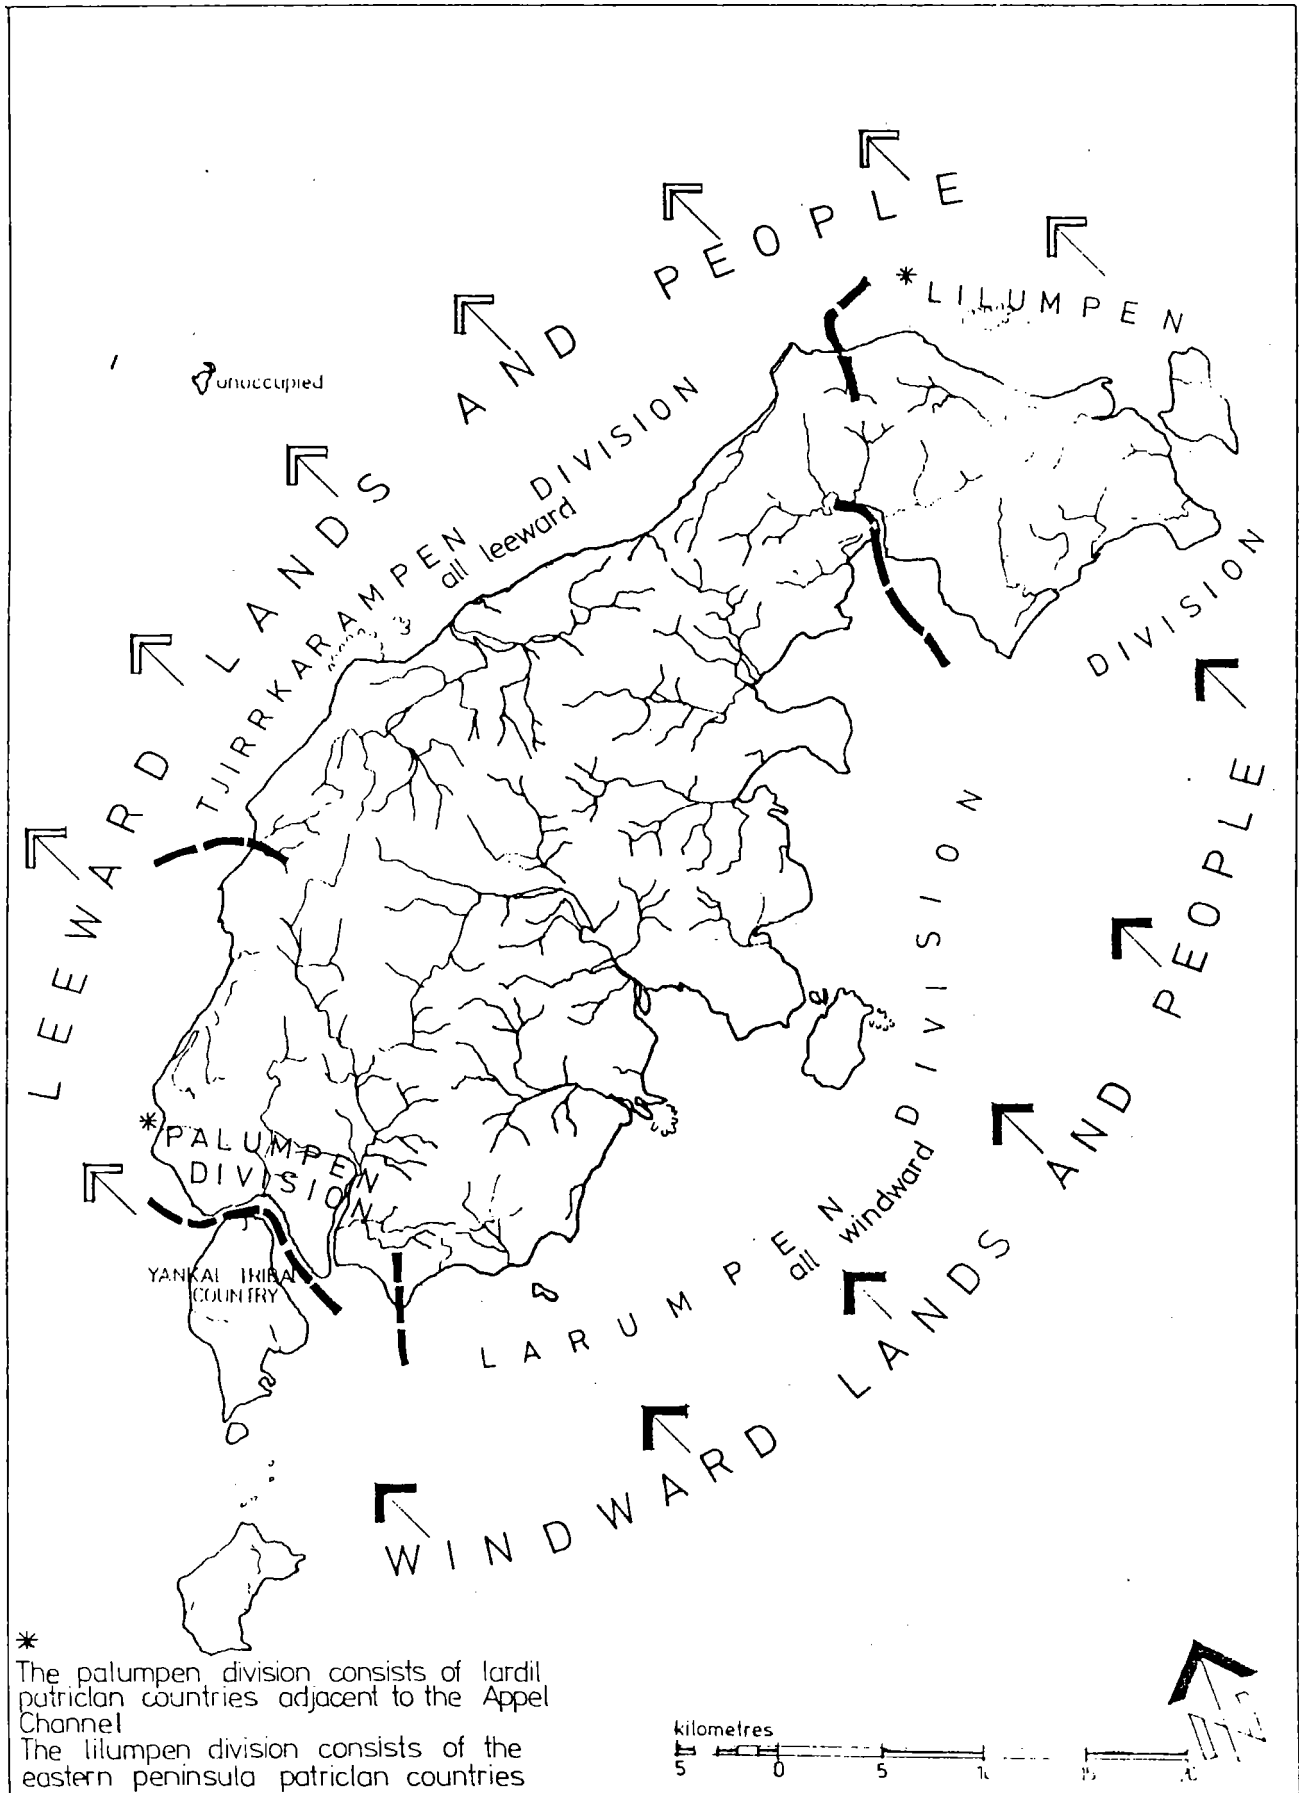 LEEWARD LANDS AND PEOPLE
*LILUMPEN
DIVISION
unoccupied
TJIRRKARAMPEN DIVISION
all leeward
*PALUMPEN
DIVISION
YANKAL TRIBAL
COUNTRY
LARUMPEN DIVISION
all windward
WINDWARD LANDS AND PEOPLE
*
The palumpen division consists of lardil
patriclan countries adjacent to the Appel
Channel
The lilumpen division consists of the
eastern peninsula patriclan countries
kilometres
5 0 5